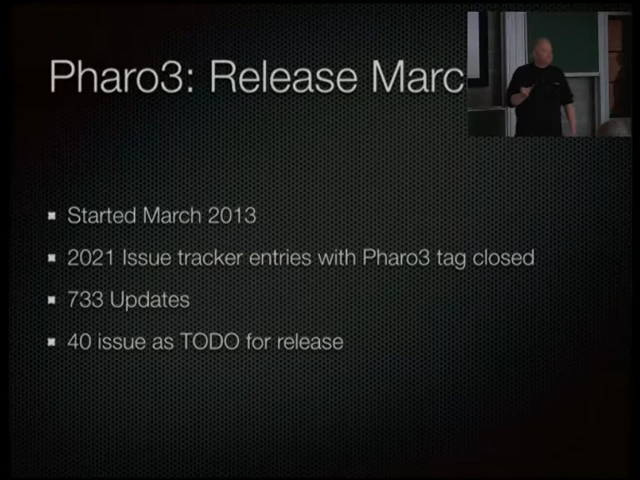 Pharo3: Release Marc
Started March 2013
2021 Issue tracker entries with Pharo3 tag closed
733 Updates
40 issue as TODO for release